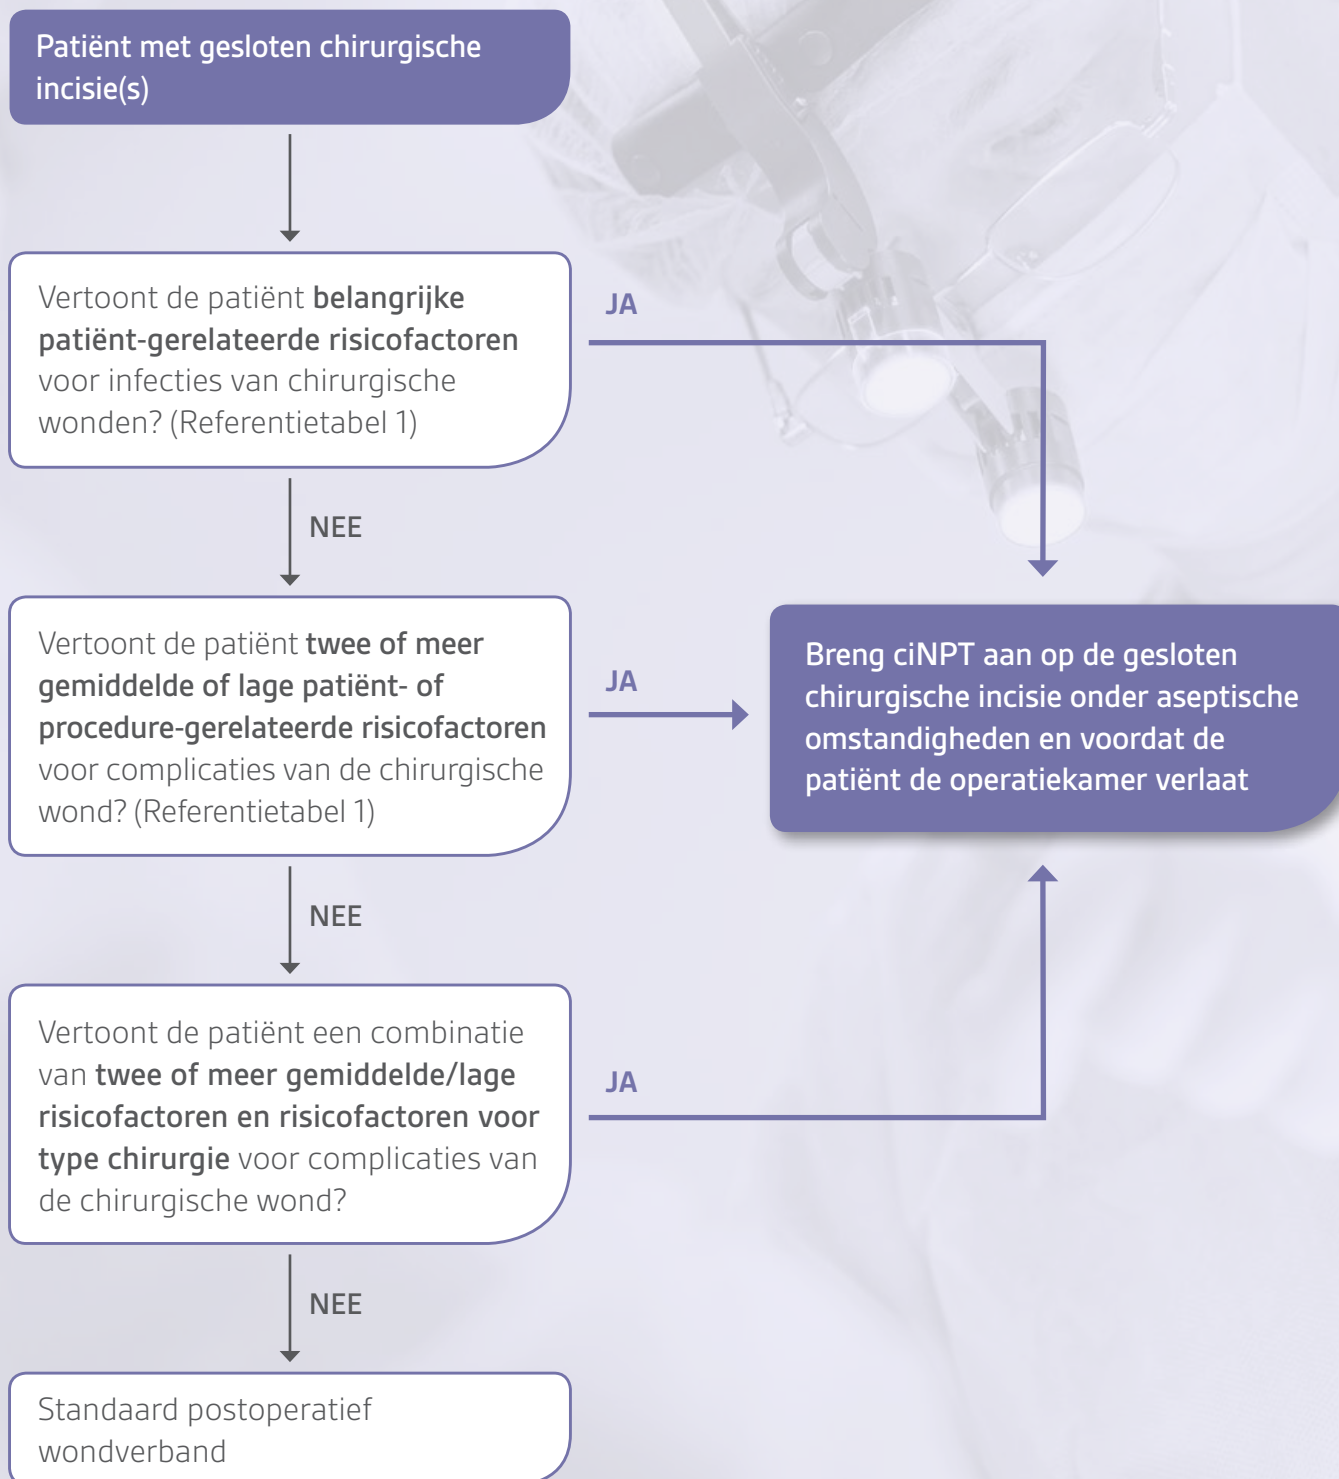 Patiënt met gesloten chirurgische
incisie(s)
Vertoont de patiënt belangrijke
patiënt-gerelateerde risicofactoren
voor infecties van chirurgische
wonden? (Referentietabel 1)
JA
NEE
Vertoont de patiënt twee of meer
gemiddelde of lage patiënt- of
procedure-gerelateerde risicofactoren
voor complicaties van de chirurgische
wond? (Referentietabel 1)
JA
Breng ciNPT aan op de gesloten
chirurgische incisie onder aseptische
omstandigheden en voordat de
patiënt de operatiekamer verlaat
NEE
Vertoont de patiënt een combinatie
van twee of meer gemiddelde/lage
risicofactoren en risicofactoren voor
type chirurgie voor complicaties van
de chirurgische wond?
JA
NEE
Standaard postoperatief
wondverband